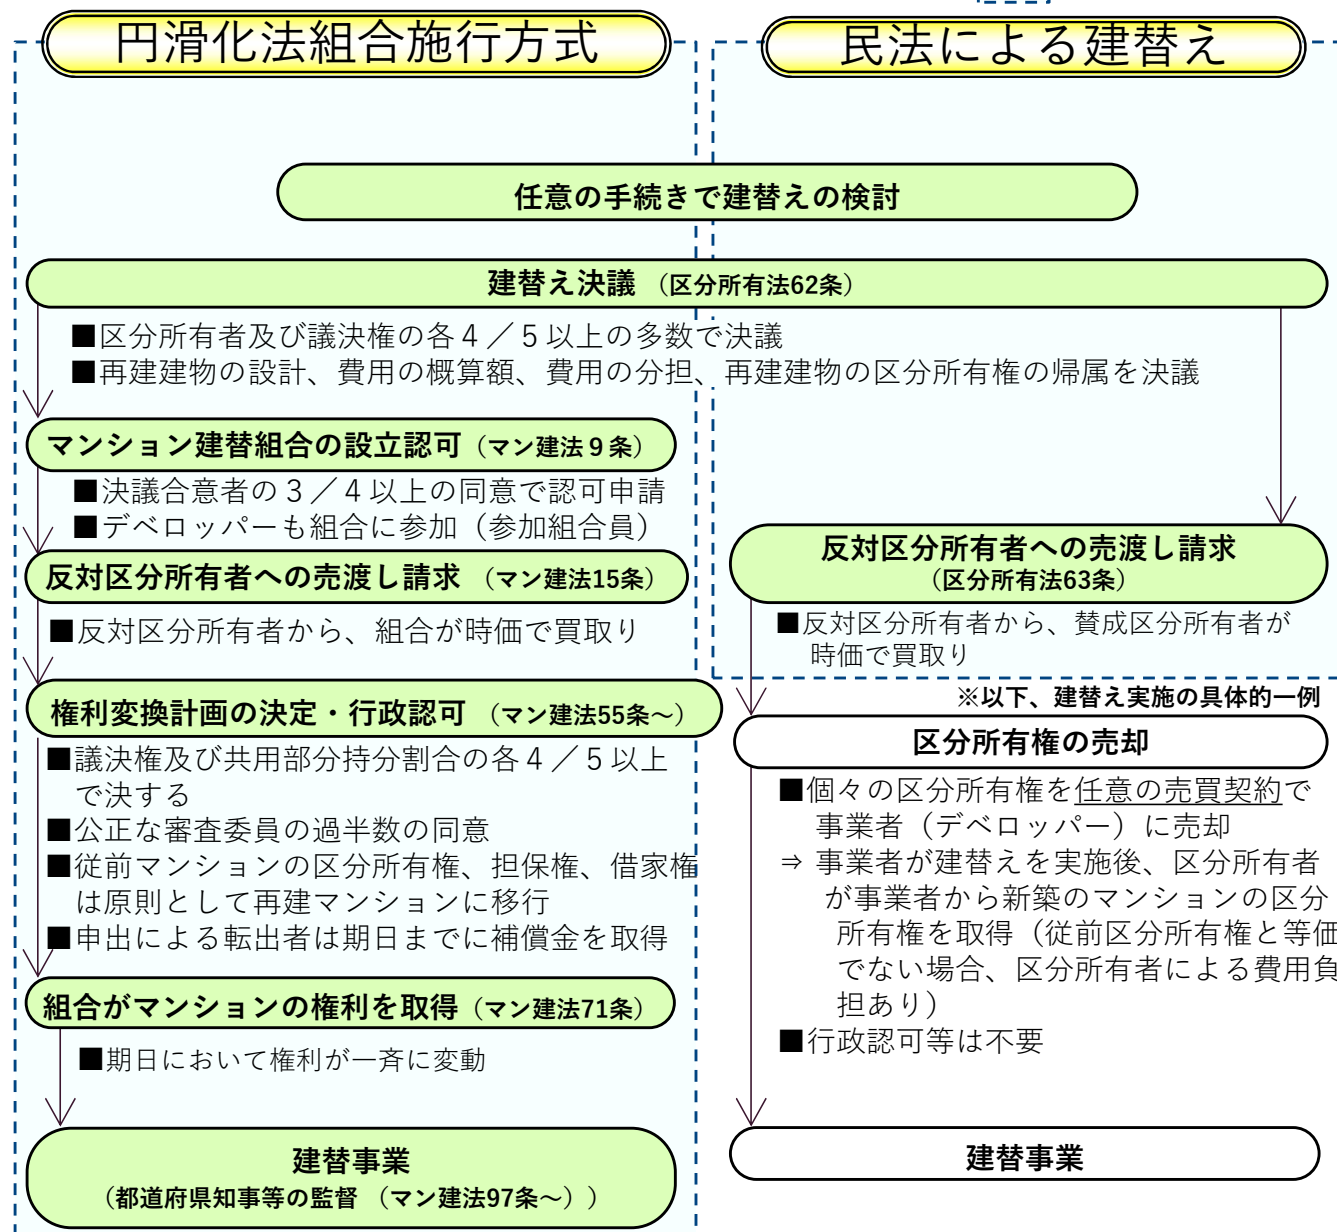 円滑化法組合施行方式
民法による建替え
任意の手続きで建替えの検討
建替え決議 （区分所有法62条）
■区分所有者及び議決権の各４／５以上の多数で決議
■再建建物の設計、費用の概算額、費用の分担、再建建物の区分所有権の帰属を決議
マンション建替組合の設立認可（マン建法９条）
■決議合意者の３／４以上の同意で認可申請
■デベロッパーも組合に参加（参加組合員）
反対区分所有者への売渡し請求 （マン建法15条）
■反対区分所有者から、組合が時価で買取り
権利変換計画の決定・行政認可 （マン建法55条～）
■議決権及び共用部分持分割合の各４／５以上
で決する
■公正な審査委員の過半数の同意
■従前マンションの区分所有権、担保権、借家権
は原則として再建マンションに移行
■申出による転出者は期日までに補償金を取得
組合がマンションの権利を取得（マン建法71条）
■期日において権利が一斉に変動
建替事業
（都道府県知事等の監督 （マン建法97条～））
反対区分所有者への売渡し請求
（区分所有法63条）
■反対区分所有者から、賛成区分所有者が
時価で買取り
※以下、建替え実施の具体的一例
区分所有権の売却
■個々の区分所有権を任意の売買契約で
事業者（デベロッパー）に売却
⇒ 事業者が建替えを実施後、区分所有者
が事業者から新築のマンションの区分
所有権を取得（従前区分所有権と等価
でない場合、区分所有者による費用負
担あり）
■行政認可等は不要
建替事業